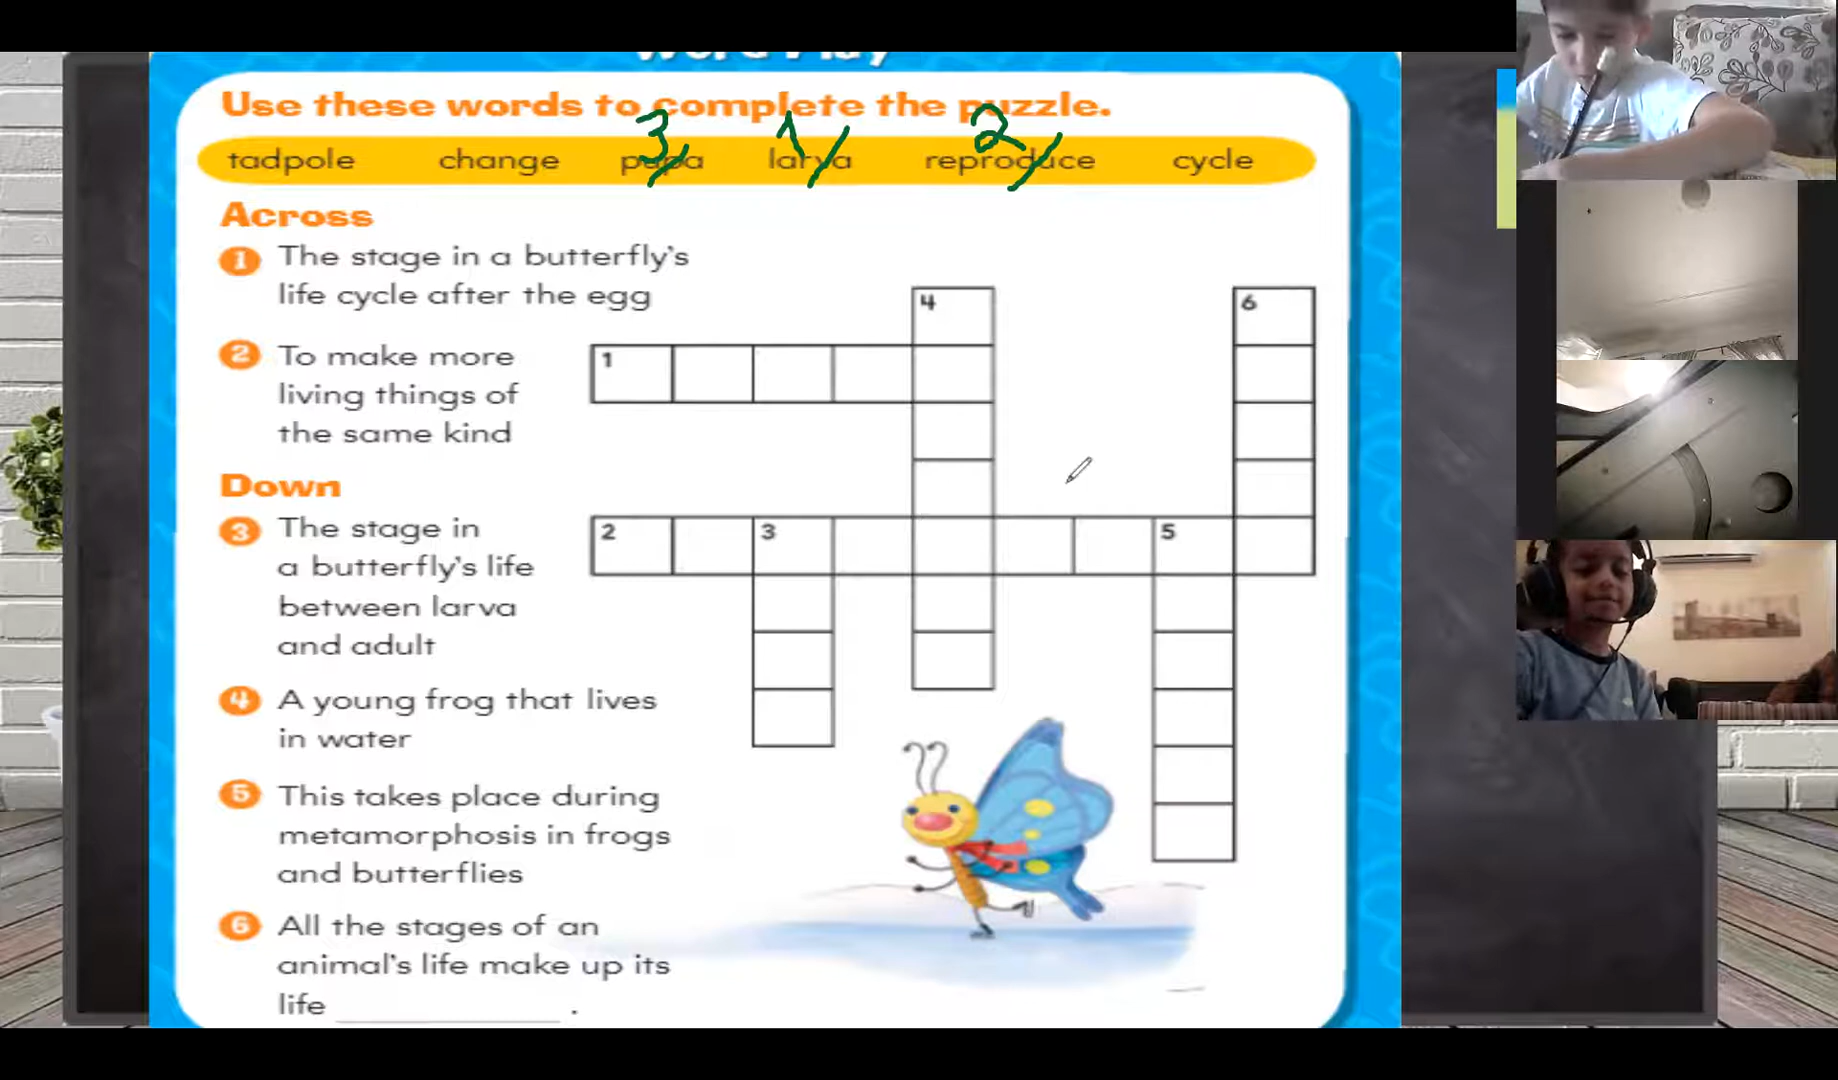 Word Play
Use these words to complete the puzzle.
3, 1 2
tadpole change pupa larva reproduce cycle
Across
1 The stage in a butterfly's
life cycle after the egg
2 To make more
living things of
the same kind
Down
3 The stage in
a butterfly's life
between larva
and adult
4 A young frog that lives
in water
5 This takes place during
metamorphosis in frogs
and butterflies
6 All the stages of an
animal's life make up its
life ____________ .
4 6
1
2 3 5